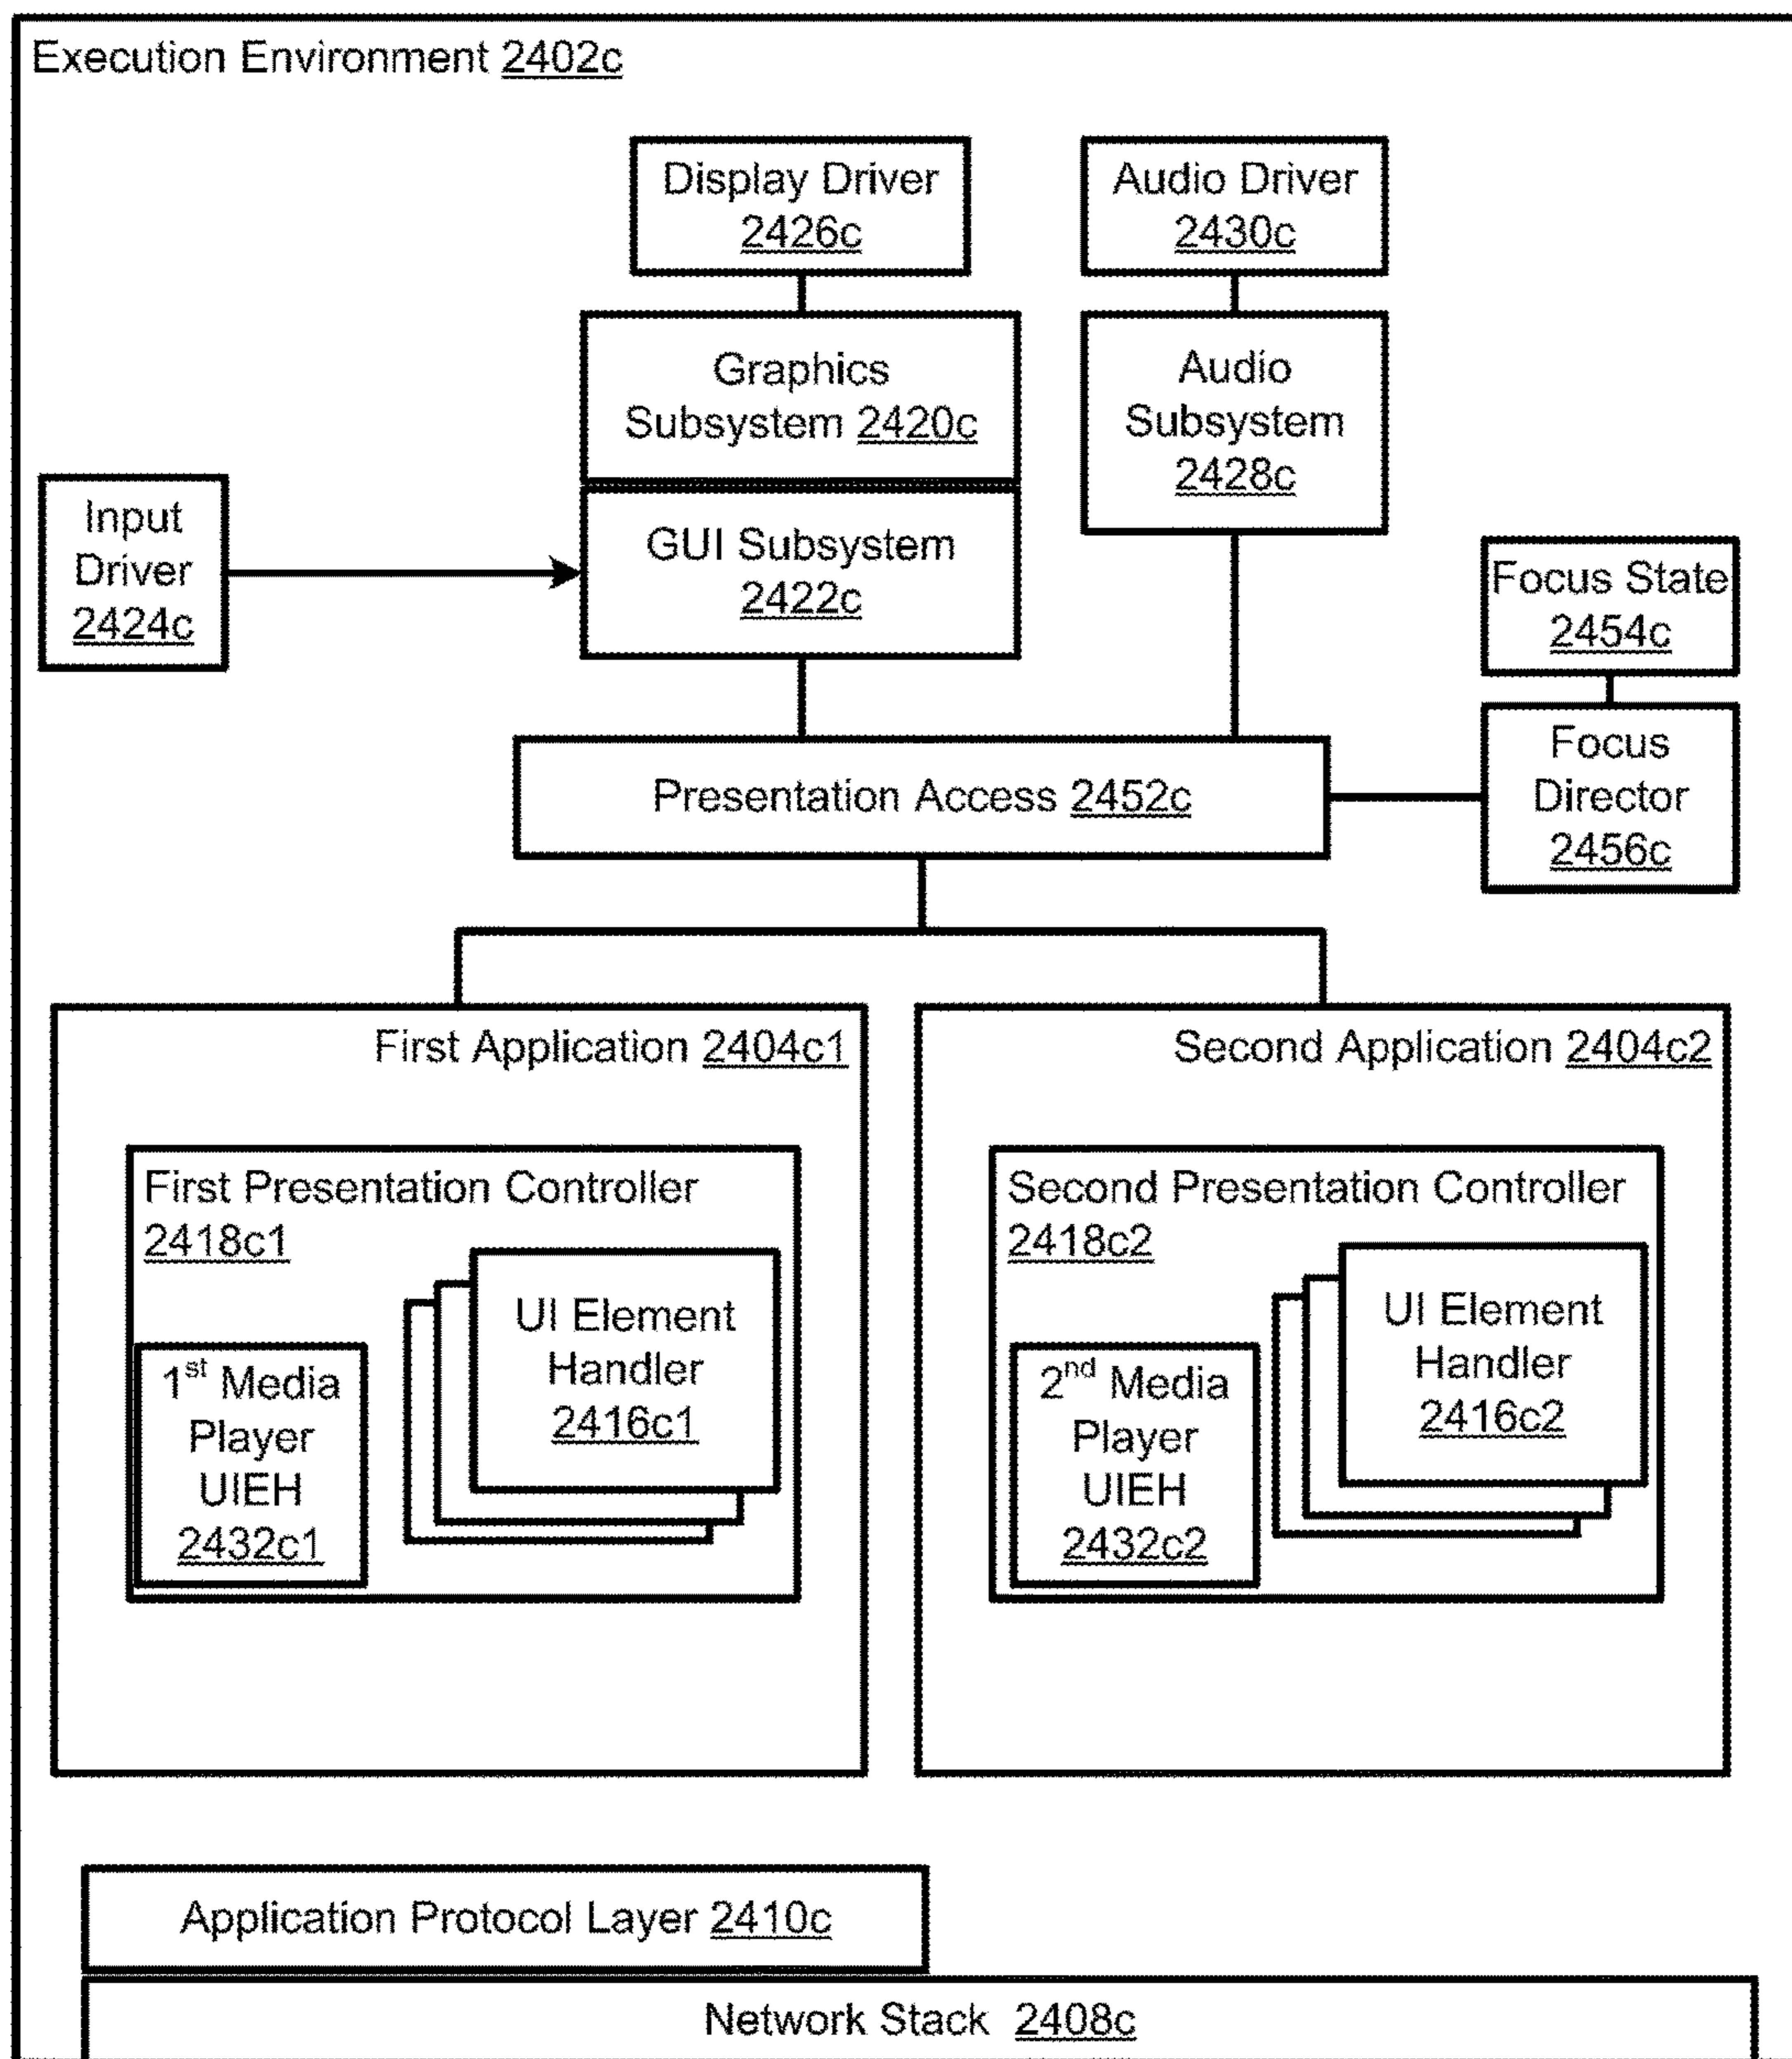 Execution Environment 2402c
Display Driver
2426c
Audio Driver
2430c
Graphics
Subsystem 2420c
Audio
Subsystem
2428c
Input
Driver
2424c
GUI Subsystem
2422c
Focus State
2454c
Focus
Director
2456c
Presentation Access 2452c
First Application 2404c1
First Presentation Controller
2418c1
UI Element
Handler
2416c1
1st Media
Player
UIEH
2432c1
Second Application 2404c2
Second Presentation Controller
2418c2
UI Element
Handler
2416c2
2nd Media
Player
UIEH
2432c2
Application Protocol Layer 2410c
Network Stack 2408c